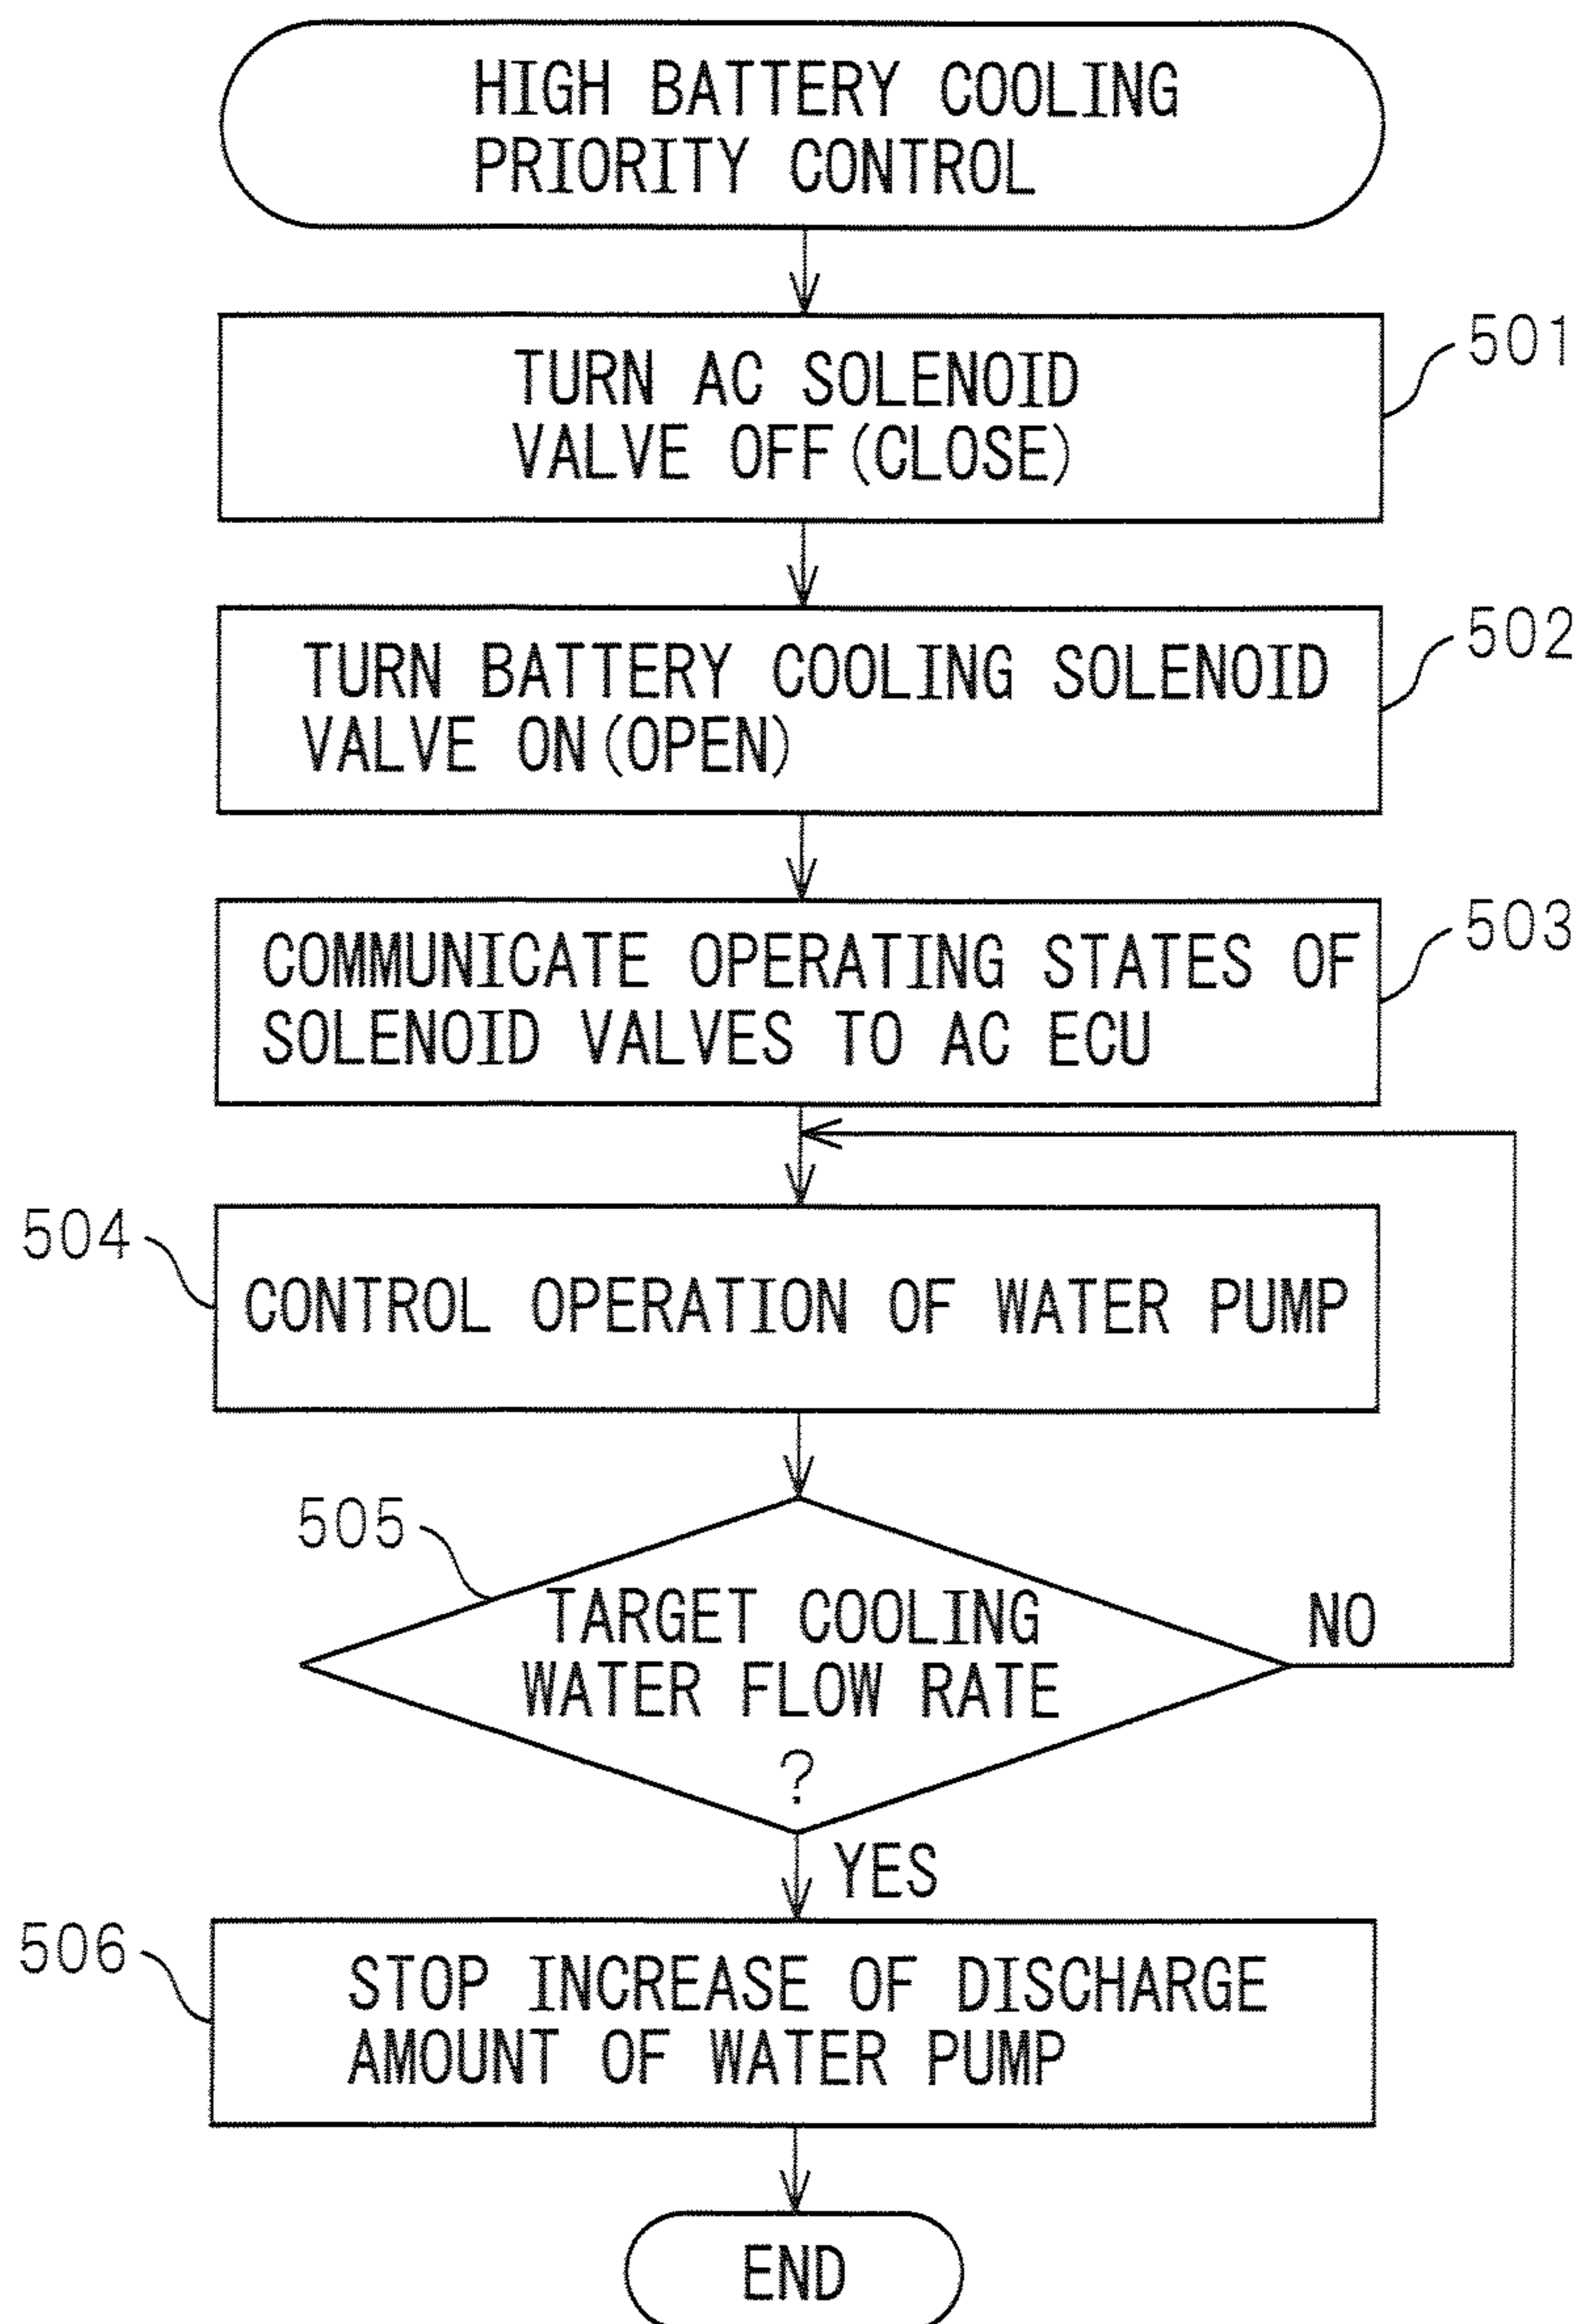 HIGH BATTERY COOLING
PRIORITY CONTROL
TURN AC SOLENOID
VALVE OFF (CLOSE)
501
TURN BATTERY COOLING SOLENOID
VALVE ON (OPEN)
502
COMMUNICATE OPERATING STATES OF
SOLENOID VALVES TO AC ECU
503
504
CONTROL OPERATION OF WATER PUMP
505
TARGET COOLING
WATER FLOW RATE
?
NO
YES
506
STOP INCREASE OF DISCHARGE
AMOUNT OF WATER PUMP
END